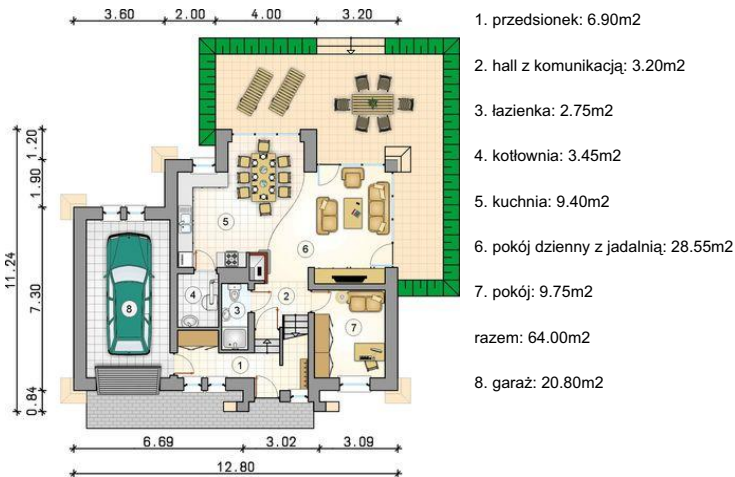 3.60 2.00 4.00 3.20
1. przedsionek: 6.90m2
2. hall z komunikacją: 3.20m2
3. łazienka: 2.75m2
4. kotłownia: 3.45m2
5. kuchnia: 9.40m2
6. pokój dzienny z jadalnią: 28.55m2
7. pokój: 9.75m2
razem: 64.00m2
8. garaż: 20.80m2
1.20
1.90
11.24
7.30
0.84
5
6
4
3
2
8
7
1
6.69 3.02 3.09
12.80